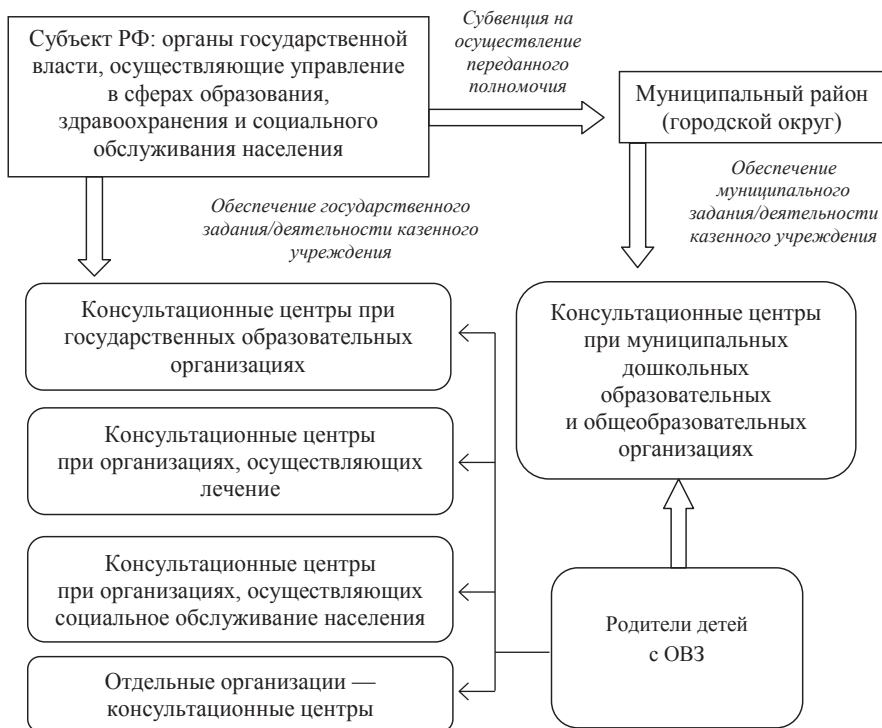 Субъект РФ: органы государственной
власти, осуществляющие управление
в сферах образования,
здравоохранения и социального
обслуживания населения
Субвенция на
осуществление
переданного
полномочия
Муниципальный район
(городской округ)
Обеспечение государственного
задания/деятельности казенного
учреждения
Обеспечение
муниципального
задания/деятельности
казенного учреждения
Консультационные центры при
государственных образовательных
организациях
Консультационные центры
при муниципальных
дошкольных
образовательных
и общеобразовательных
организациях
Консультационные центры
при организациях, осуществляющих
лечение
Консультационные центры
при организациях, осуществляющих
социальное обслуживание населения
Родители детей
с ОВЗ
Отдельные организации —
консультационные центры